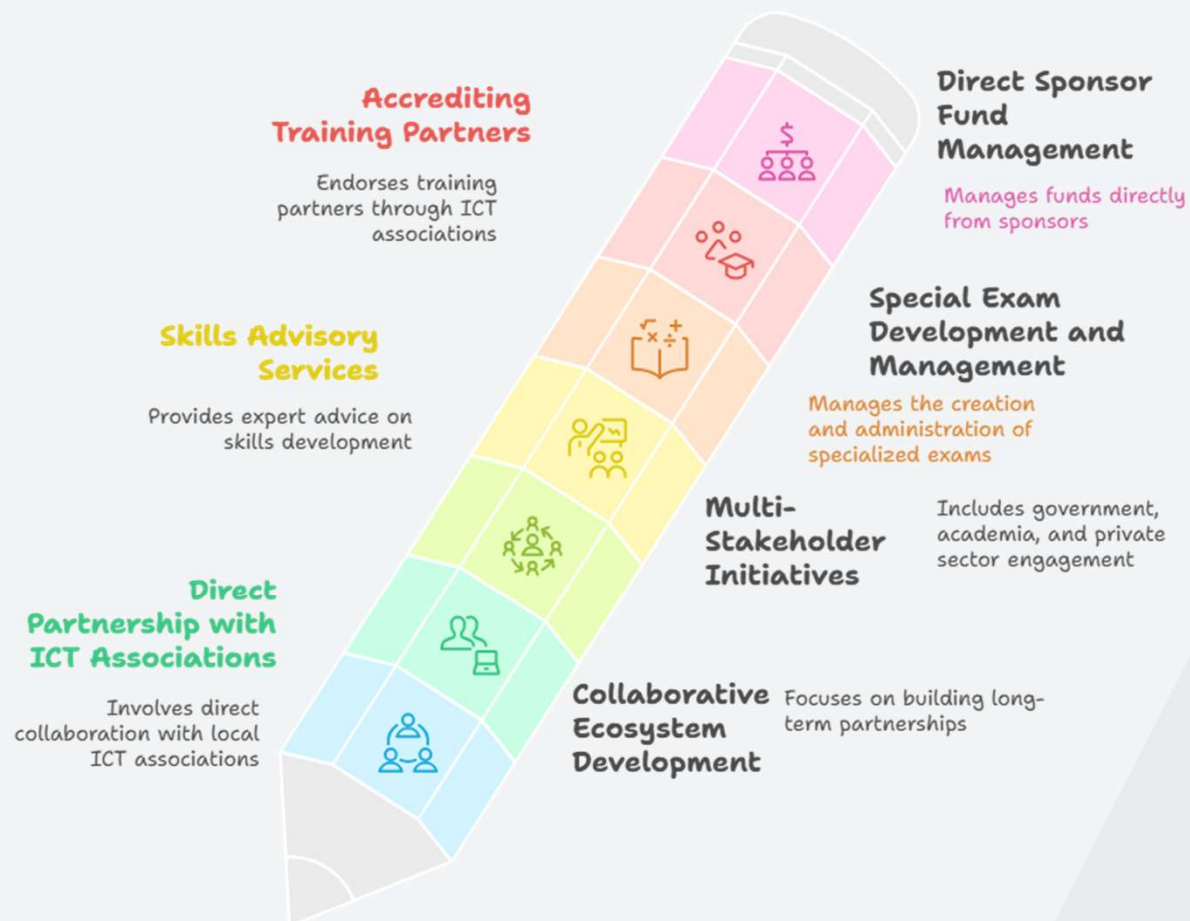 Accrediting
Training Partners
Endorses training
partners through ICT
associations
Direct Sponsor
Fund
Management
Manages funds directly
from sponsors
Skills Advisory
Services
Provides expert advice on
skills development
Special Exam
Development and
Management
Manages the creation
and administration of
specialized exams
Multi-
Stakeholder
Initiatives
Includes government,
academia, and private
sector engagement
Direct
Partnership with
ICT Associations
Involves direct
collaboration with local
ICT associations
Collaborative
Ecosystem
Development
Focuses on building long-
term partnerships